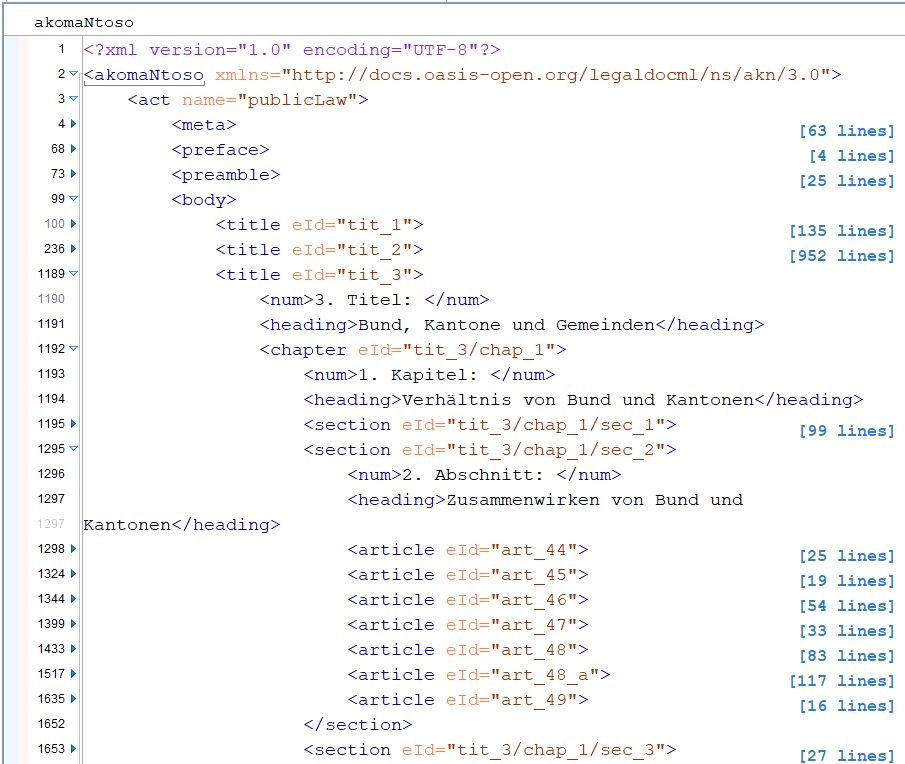 akomaNtoso
1 <?xml version="1.0" encoding="UTF-8"?>
2 <akomaNtoso xmlns="http://docs.oasis-open.org/legaldocml/ns/akn/3.0">
3 <act name="publicLaw">
4 <meta> [63 lines]
68 <preface> [4 lines]
73 <preamble> [25 lines]
99 <body>
100 <title eId="tit_1"> [135 lines]
236 <title eId="tit_2"> [952 lines]
1189 <title eId="tit_3">
1190 <num>3. Titel: </num>
1191 <heading>Bund, Kantone und Gemeinden</heading>
1192 <chapter eId="tit_3/chap_1">
1193 <num>1. Kapitel: </num>
1194 <heading>Verhältnis von Bund und Kantonen</heading>
1195 <section eId="tit_3/chap_1/sec_1"> [99 lines]
1295 <section eId="tit_3/chap_1/sec_2">
1296 <num>2. Abschnitt: </num>
1297 <heading>Zusammenwirken von Bund und
1297 Kantonen</heading>
1298 <article eId="art_44"> [25 lines]
1324 <article eId="art_45"> [19 lines]
1344 <article eId="art_46"> [54 lines]
1399 <article eId="art_47"> [33 lines]
1433 <article eId="art_48"> [83 lines]
1517 <article eId="art_48_a"> [117 lines]
1635 <article eId="art_49"> [16 lines]
1652 </section>
1653 <section eId="tit_3/chap_1/sec_3"> [27 lines]